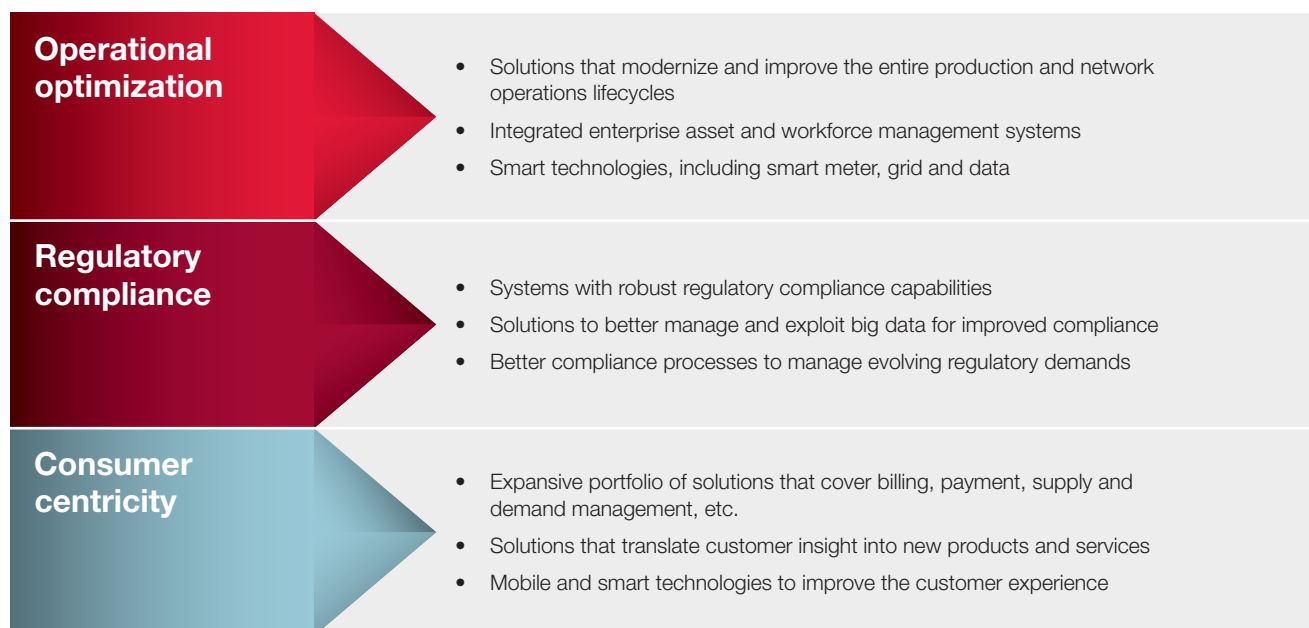 Operational
optimization
• Solutions that modernize and improve the entire production and network
operations lifecycles
• Integrated enterprise asset and workforce management systems
• Smart technologies, including smart meter, grid and data
Regulatory
compliance
• Systems with robust regulatory compliance capabilities
• Solutions to better manage and exploit big data for improved compliance
• Better compliance processes to manage evolving regulatory demands
Consumer
centricity
• Expansive portfolio of solutions that cover billing, payment, supply and
demand management, etc.
• Solutions that translate customer insight into new products and services
• Mobile and smart technologies to improve the customer experience